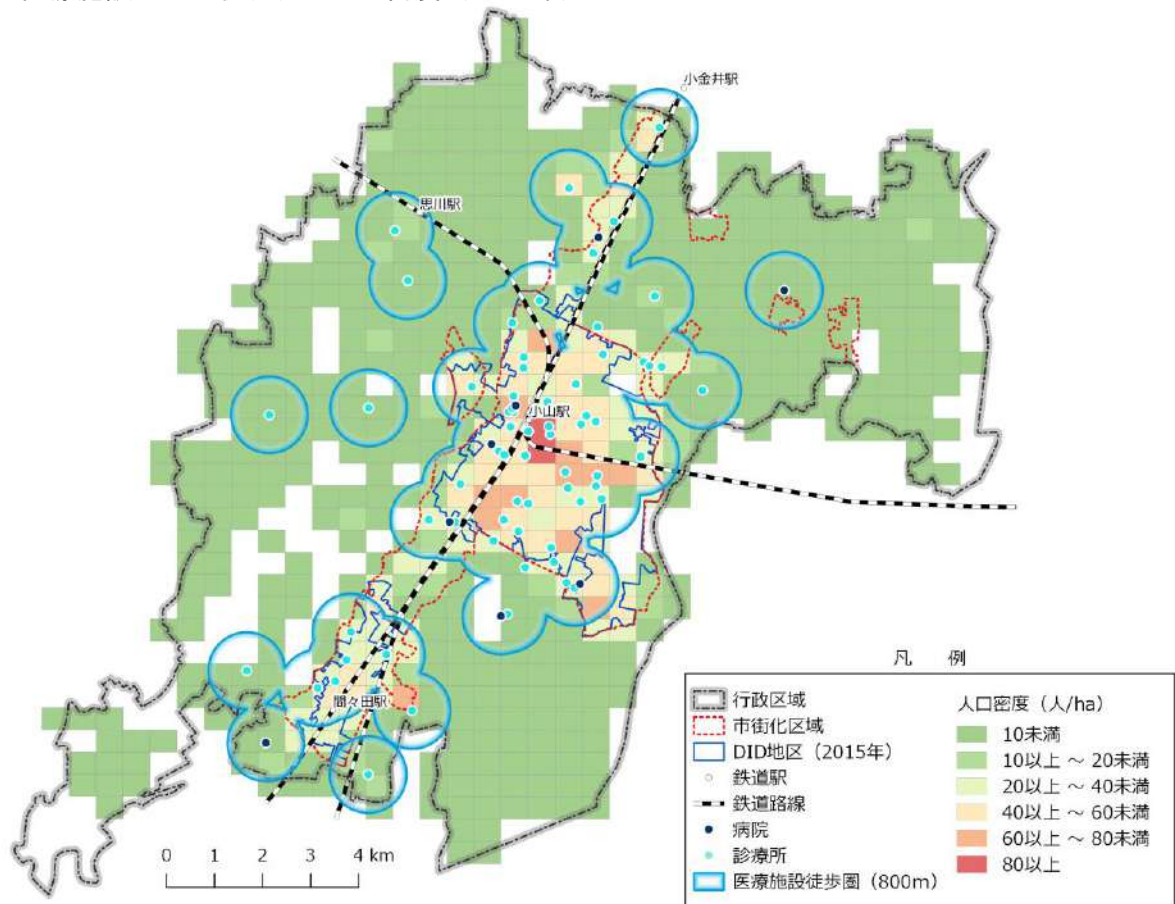 小金井駅
思川駅
小山駅
間々田駅
0 1 2 3 4 km
凡 例
行政区域
市街化区域
DID地区（2015年）
鉄道駅
鉄道路線
病院
診療所
医療施設徒歩圏（800m）
人口密度（人/ha）
10未満
10以上 ～ 20未満
20以上 ～ 40未満
40以上 ～ 60未満
60以上 ～ 80未満
80以上